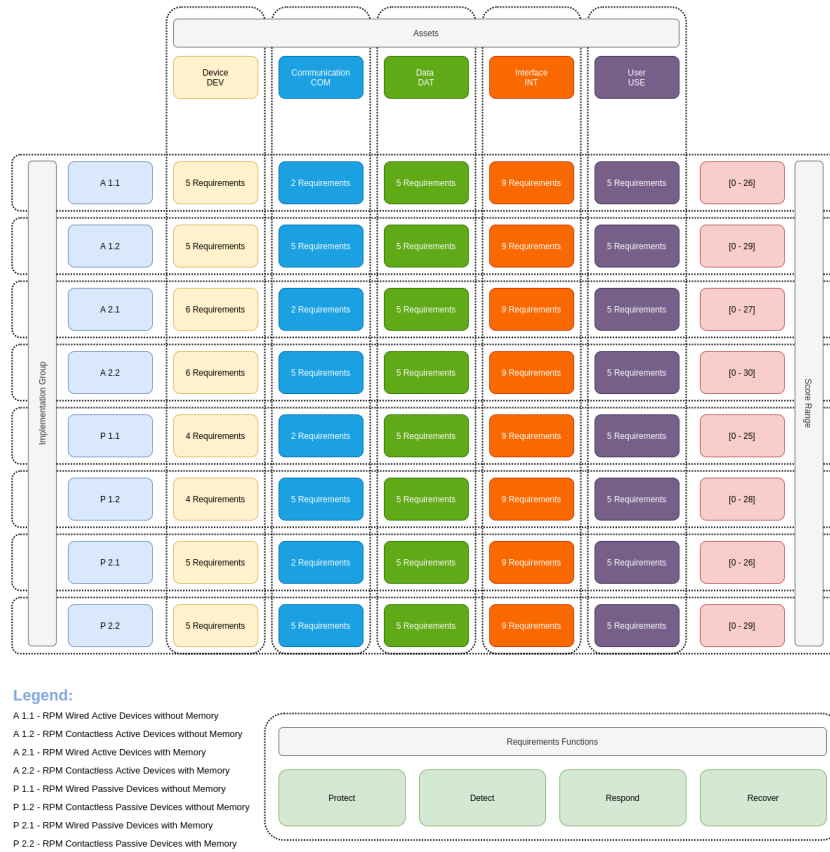 Assets
Device
DEV
Communication
COM
Data
DAT
Interface
INT
User
USE
Implementation Group
Score Range
A 1.1
5 Requirements
2 Requirements
5 Requirements
9 Requirements
5 Requirements
[0 - 26]
A 1.2
5 Requirements
5 Requirements
5 Requirements
9 Requirements
5 Requirements
[0 - 29]
A 2.1
6 Requirements
2 Requirements
5 Requirements
9 Requirements
5 Requirements
[0 - 27]
A 2.2
6 Requirements
5 Requirements
5 Requirements
9 Requirements
5 Requirements
[0 - 30]
P 1.1
4 Requirements
2 Requirements
5 Requirements
9 Requirements
5 Requirements
[0 - 25]
P 1.2
4 Requirements
5 Requirements
5 Requirements
9 Requirements
5 Requirements
[0 - 28]
P 2.1
5 Requirements
2 Requirements
5 Requirements
9 Requirements
5 Requirements
[0 - 26]
P 2.2
5 Requirements
5 Requirements
5 Requirements
9 Requirements
5 Requirements
[0 - 29]
Legend:
A 1.1 - RPM Wired Active Devices without Memory
A 1.2 - RPM Contactless Active Devices without Memory
A 2.1 - RPM Wired Active Devices with Memory
A 2.2 - RPM Contactless Active Devices with Memory
P 1.1 - RPM Wired Passive Devices without Memory
P 1.2 - RPM Contactless Passive Devices without Memory
P 2.1 - RPM Wired Passive Devices with Memory
P 2.2 - RPM Contactless Passive Devices with Memory
Requirements Functions
Protect
Detect
Respond
Recover